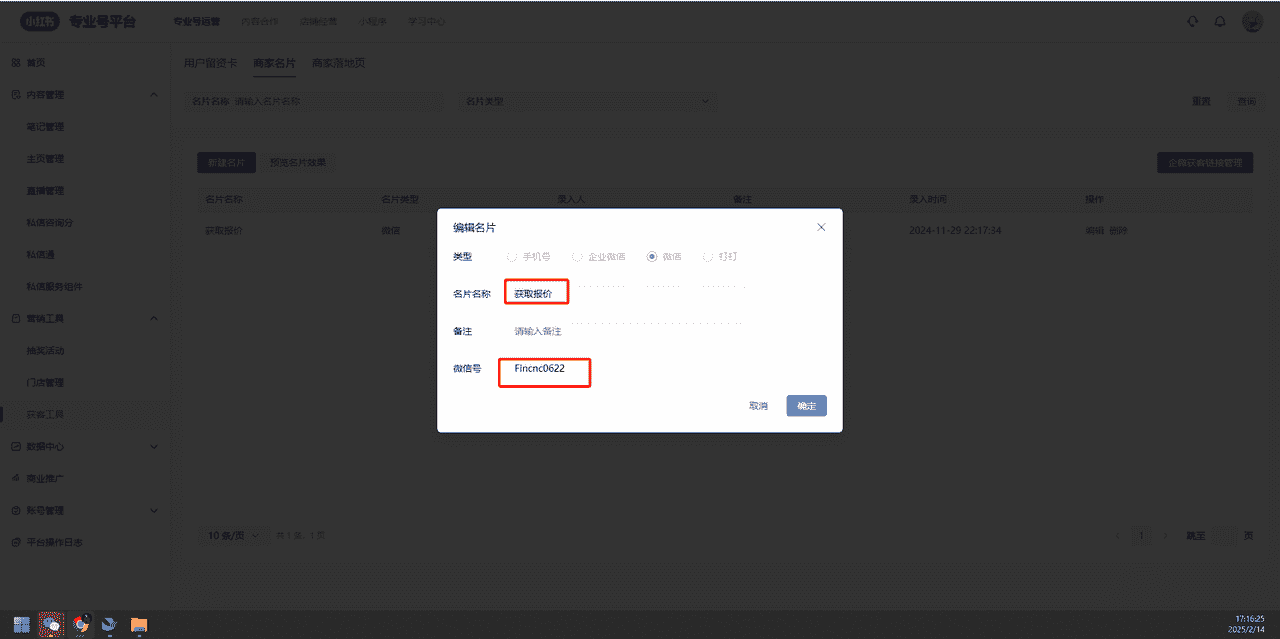 小红书 专业号平台 专业号运营 内容合作 店铺经营 小程序 学习中心
首页
内容管理
笔记管理
主页管理
直播管理
私信咨询分
私信通
私信服务组件
营销工具
抽奖活动
门店管理
获客工具
数据中心
商业推广
账号管理
平台操作日志
用户留资卡 商家名片 商家落地页
名片名称 请输入名片名称 名片类型 重置 查询
新建名片 预览名片效果 企微获客链接管理
名片名称 名片类型 录入人 备注 录入时间 操作
获取报价 微信 2024-11-29 22:17:34 编辑 删除
编辑名片
类型 手机号 企业微信 微信 钉钉
名片名称 获取报价
备注 请输入备注
微信号 Fincnc0622
取消 确定
10 条/页 共 1 条, 1 页 1 跳至 页
17:16:25
2025/2/14